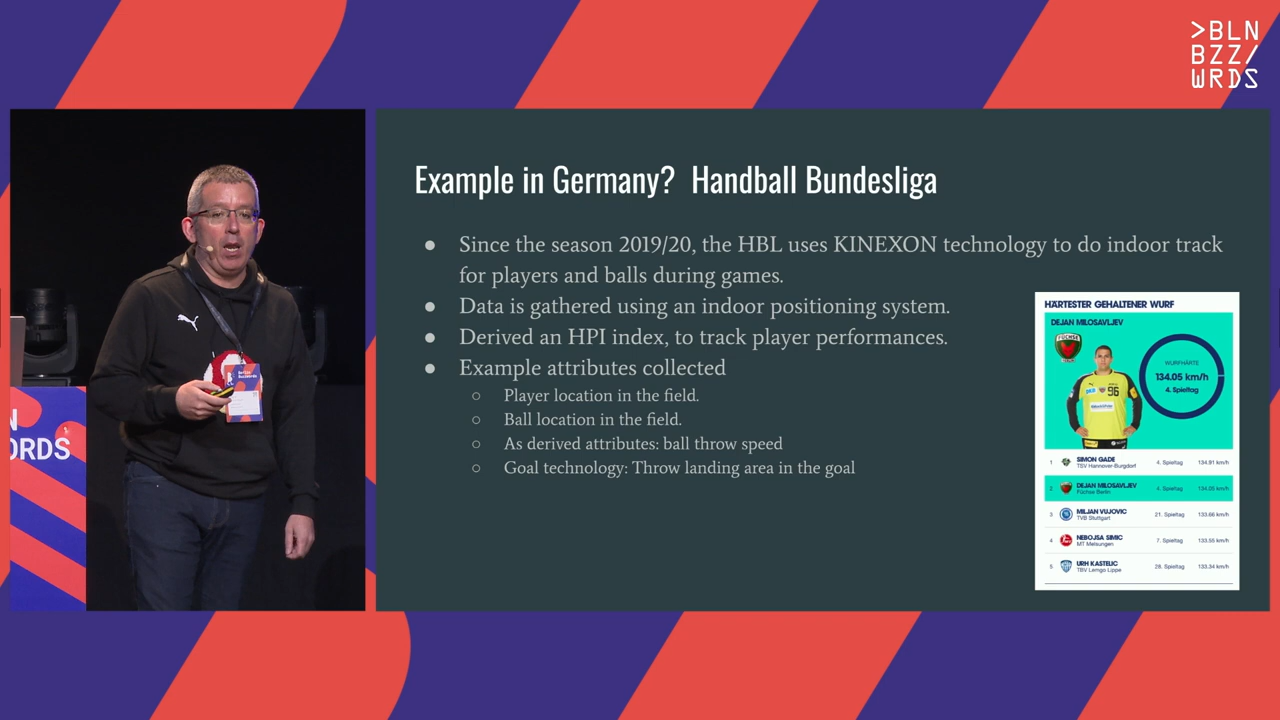 >BLN
BZZ/
WRDS
Example in Germany?  Handball Bundesliga
● Since the season 2019/20, the HBL uses KINEXON technology to do indoor track
for players and balls during games.
● Data is gathered using an indoor positioning system.
● Derived an HPI index, to track player performances.
● Example attributes collected
○ Player location in the field.
○ Ball location in the field.
○ As derived attributes: ball throw speed
○ Goal technology: Throw landing area in the goal
HÄRTESTER GEHALTENER WURF
DEJAN MILOSAVLJEV
FÜCHSE
WURFHÄRTE
134.05 km/h
4. Spieltag
96
1 SIMON GADE 4. Spieltag 134.91 km/h
TSV Hannover-Burgdorf
2 DEJAN MILOSAVLJEV 4. Spieltag 134.05 km/h
Füchse Berlin
3 MILJAN VUJOVIC 21. Spieltag 133.66 km/h
TVB Stuttgart
4 NEBOJSA SIMIC 7. Spieltag 133.55 km/h
MT Melsungen
5 URH KASTELIC 28. Spieltag 133.34 km/h
TBV Lemgo Lippe
N
ORDS